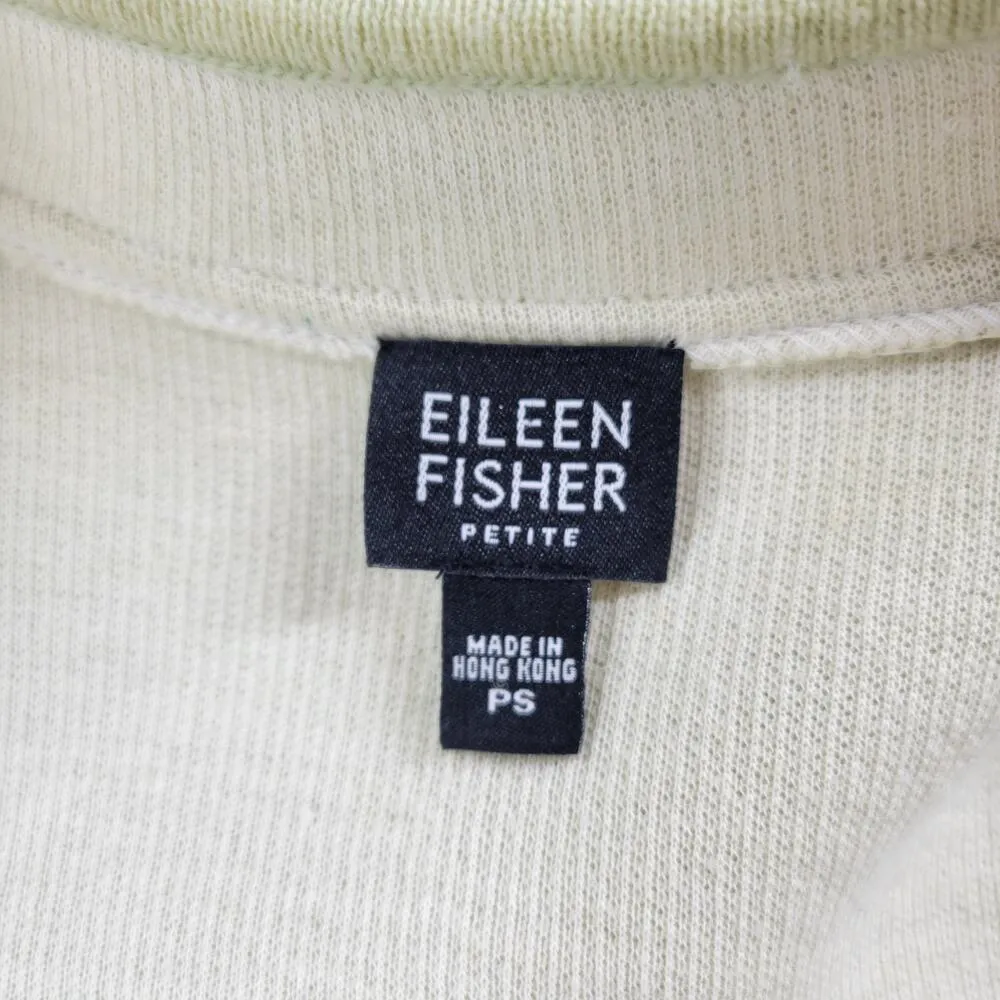 EILEEN
FISHER
PETITE
MADE IN
HONG KONG
PS